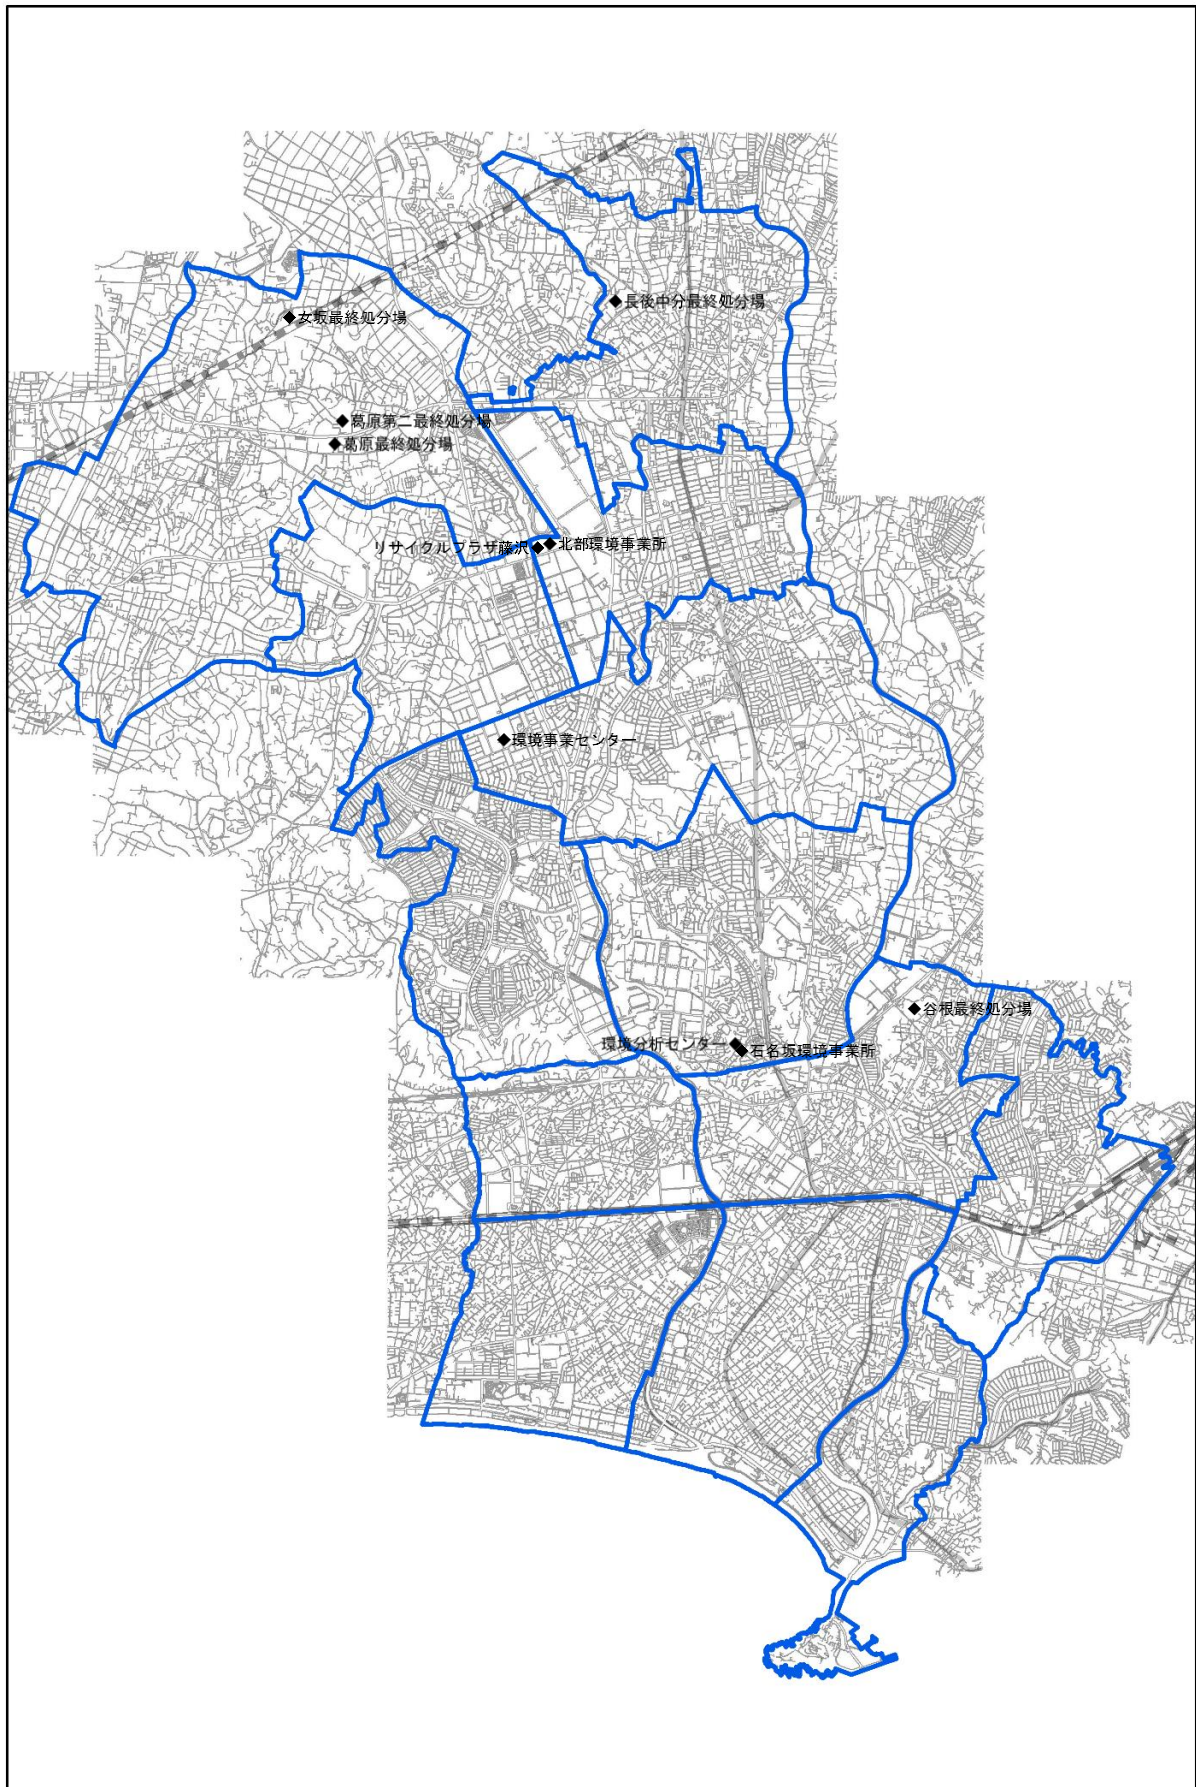 長後中分最終処分場
女坂最終処分場
葛原第二最終処分場
葛原最終処分場
リサイクルプラザ藤沢
北部環境事業所
環境事業センター
谷根最終処分場
環境分析センター
石名坂環境事業所